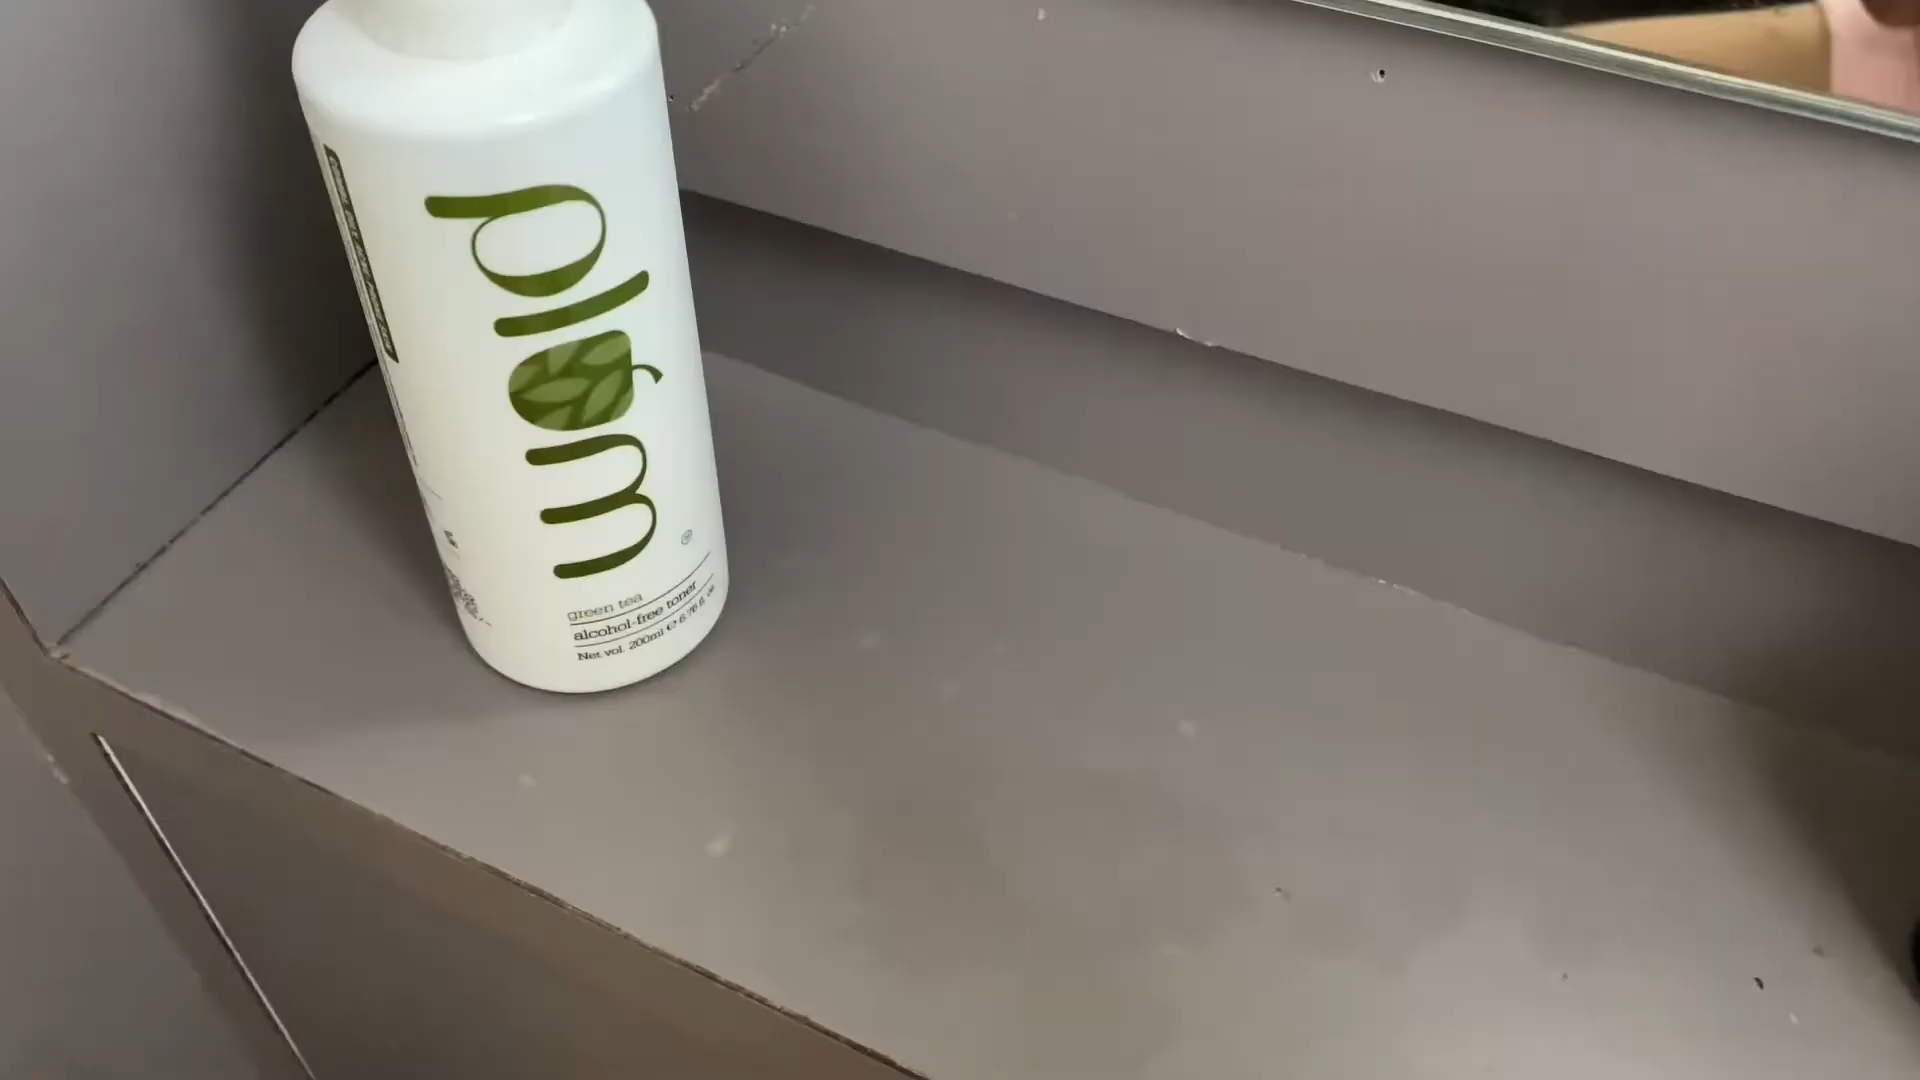 plum
green tea
alcohol-free toner
Net vol. 200ml ℮ 6.76 fl. oz